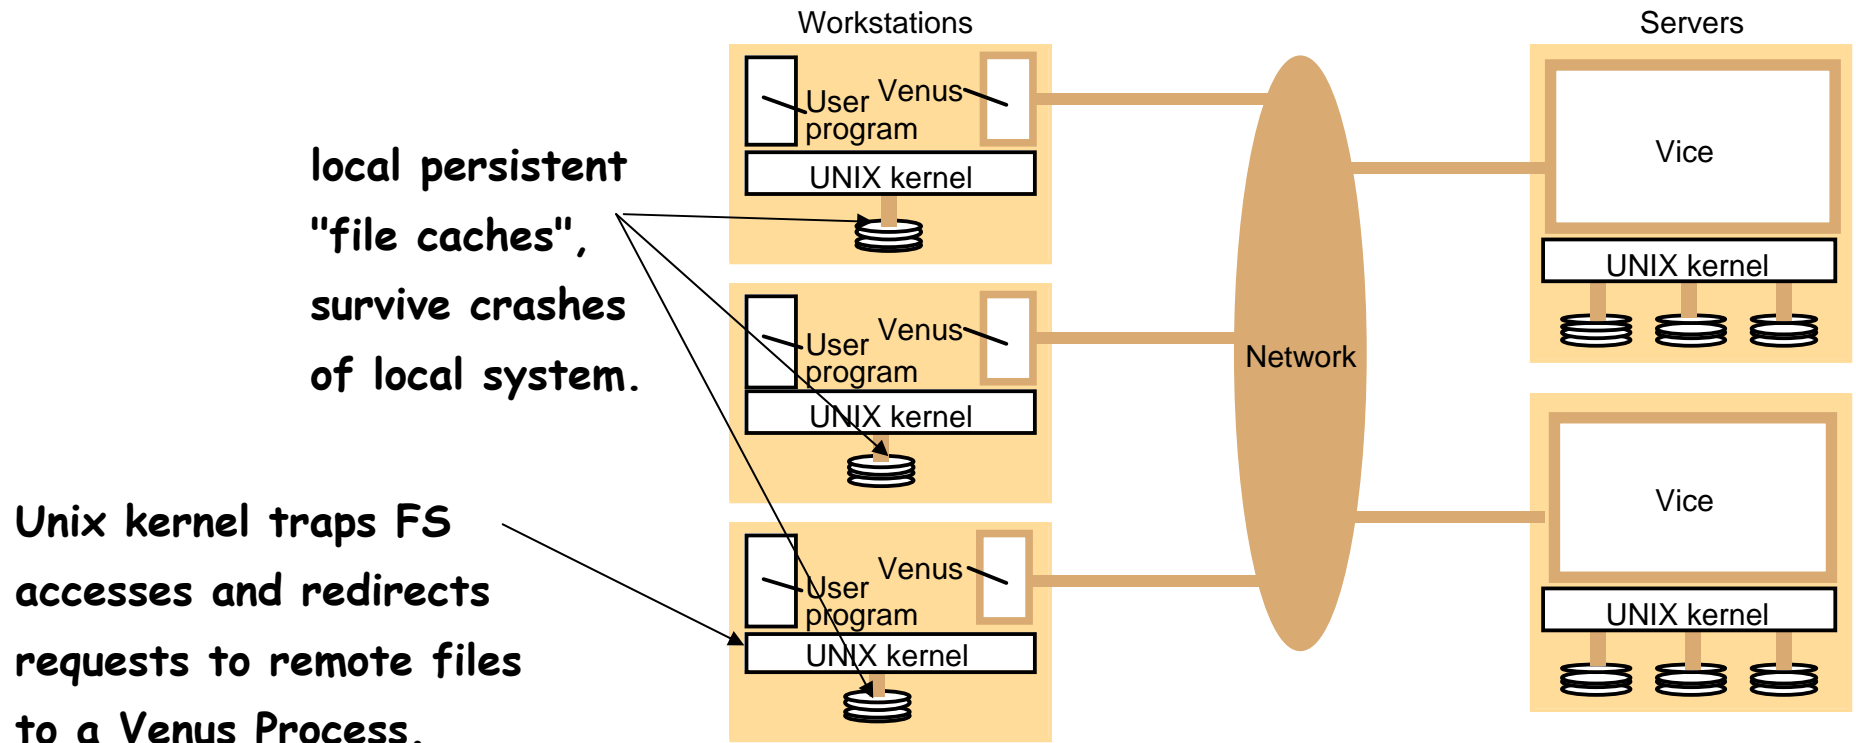 Workstations
Servers
User
program
Venus
UNIX kernel
Vice
UNIX kernel
local persistent
"file caches",
survive crashes
of local system.
User
program
Venus
UNIX kernel
Network
Vice
UNIX kernel
Unix kernel traps FS
accesses and redirects
requests to remote files
to a Venus Process.
User
program
Venus
UNIX kernel